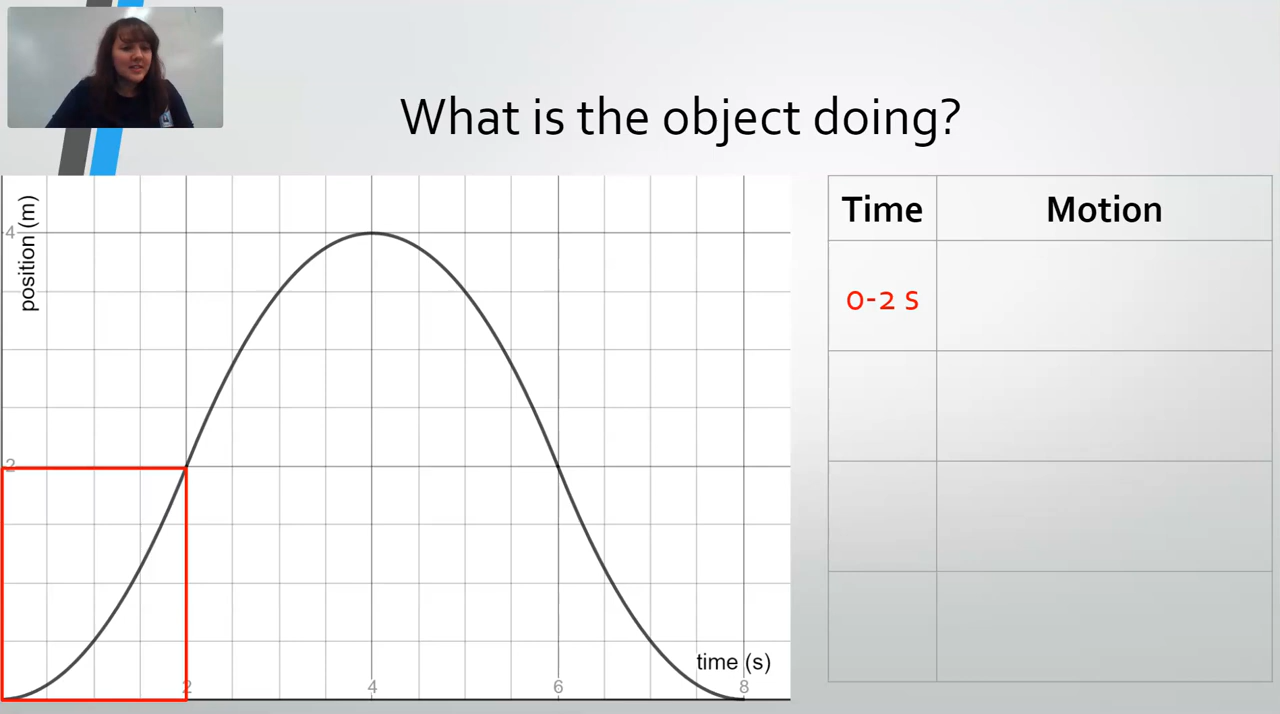 What is the object doing?
position (m)
4
2
time (s)
2
4
6
8
Time Motion
0-2 s